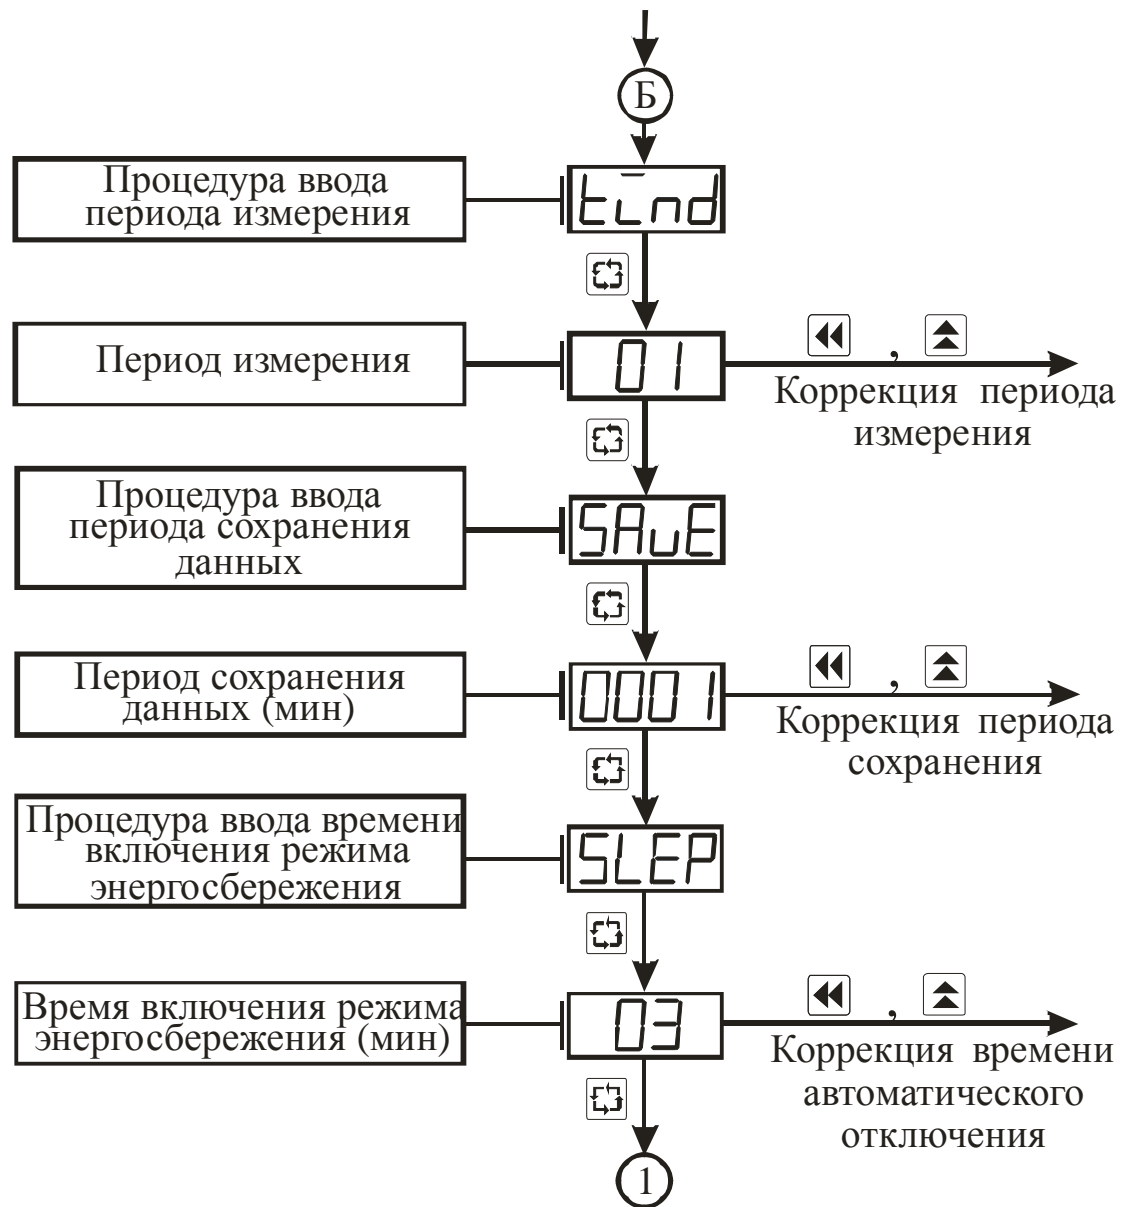 Б
Процедура ввода
периода измерения
tīnd
Период измерения
01
,
Коррекция периода
измерения
Процедура ввода
периода сохранения
данных
SAvE
Период сохранения
данных (мин)
0001
,
Коррекция периода
сохранения
Процедура ввода времени
включения режима
энергосбережения
SLEP
Время включения режима
энергосбережения (мин)
03
,
Коррекция времени
автоматического
отключения
1